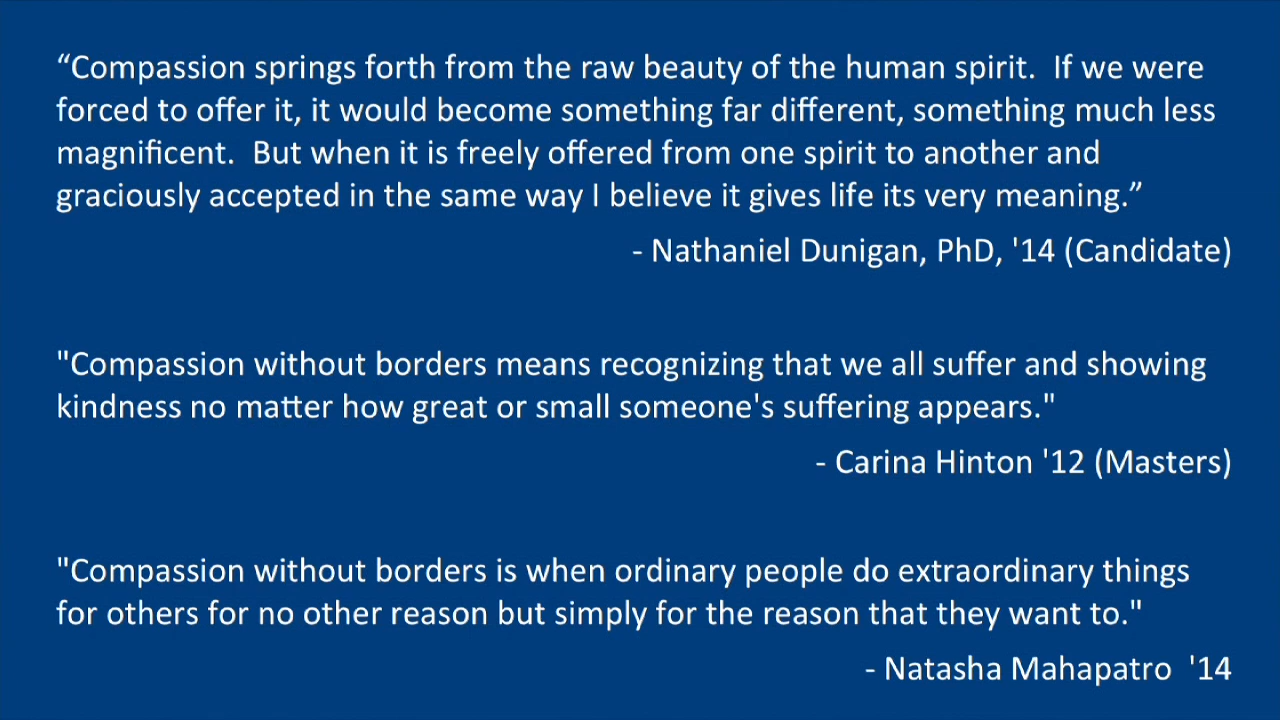 “Compassion springs forth from the raw beauty of the human spirit.  If we were
forced to offer it, it would become something far different, something much less
magnificent.  But when it is freely offered from one spirit to another and
graciously accepted in the same way I believe it gives life its very meaning.”
- Nathaniel Dunigan, PhD, '14 (Candidate)
"Compassion without borders means recognizing that we all suffer and showing
kindness no matter how great or small someone's suffering appears."
- Carina Hinton '12 (Masters)
"Compassion without borders is when ordinary people do extraordinary things
for others for no other reason but simply for the reason that they want to."
- Natasha Mahapatro  '14